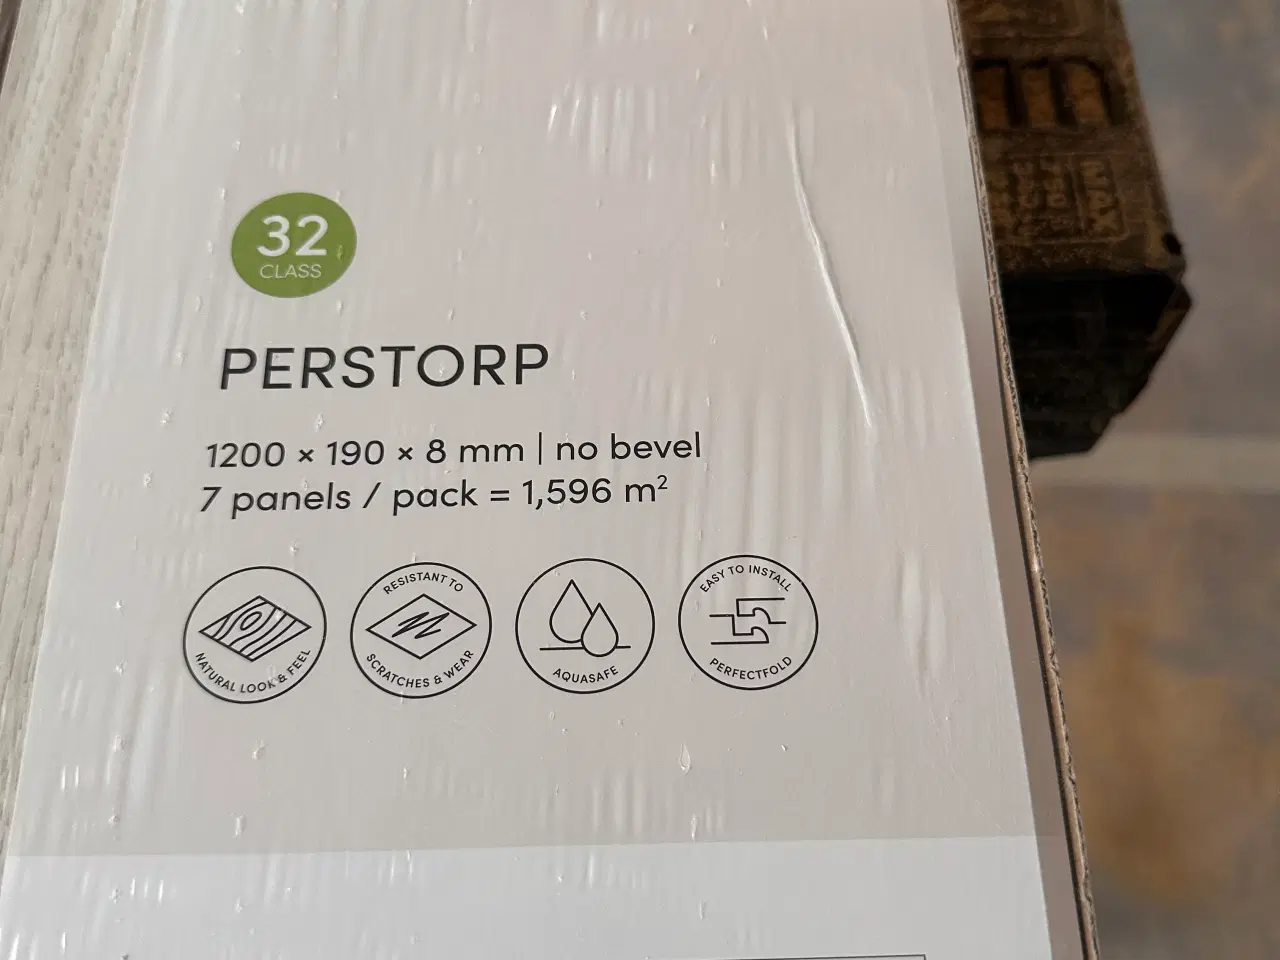 32
CLASS
PERSTORP
1200 × 190 × 8 mm | no bevel
7 panels / pack = 1,596 m²
NATURAL LOOK & FEEL
RESISTANT TO
SCRATCHES & WEAR
AQUASAFE
EASY TO INSTALL
PERFECTFOLD